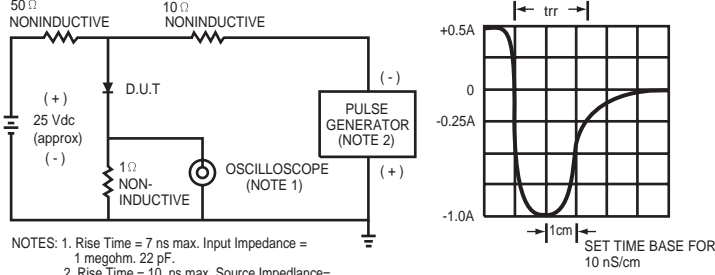 50 Ω
NONINDUCTIVE
10 Ω
NONINDUCTIVE
trr
+0.5A
(-)
D.U.T
(+)
25 Vdc
(approx)
(-)
PULSE
GENERATOR
(NOTE 2)
0
-0.25A
1Ω
NON-
INDUCTIVE
OSCILLOSCOPE
(NOTE 1)
(+)
-1.0A
1cm
SET TIME BASE FOR
10 nS/cm
NOTES: 1. Rise Time = 7 ns max. Input Impedance =
1 megohm. 22 pF.
2. Rise Time = 10 ns max. Source Impedlance=